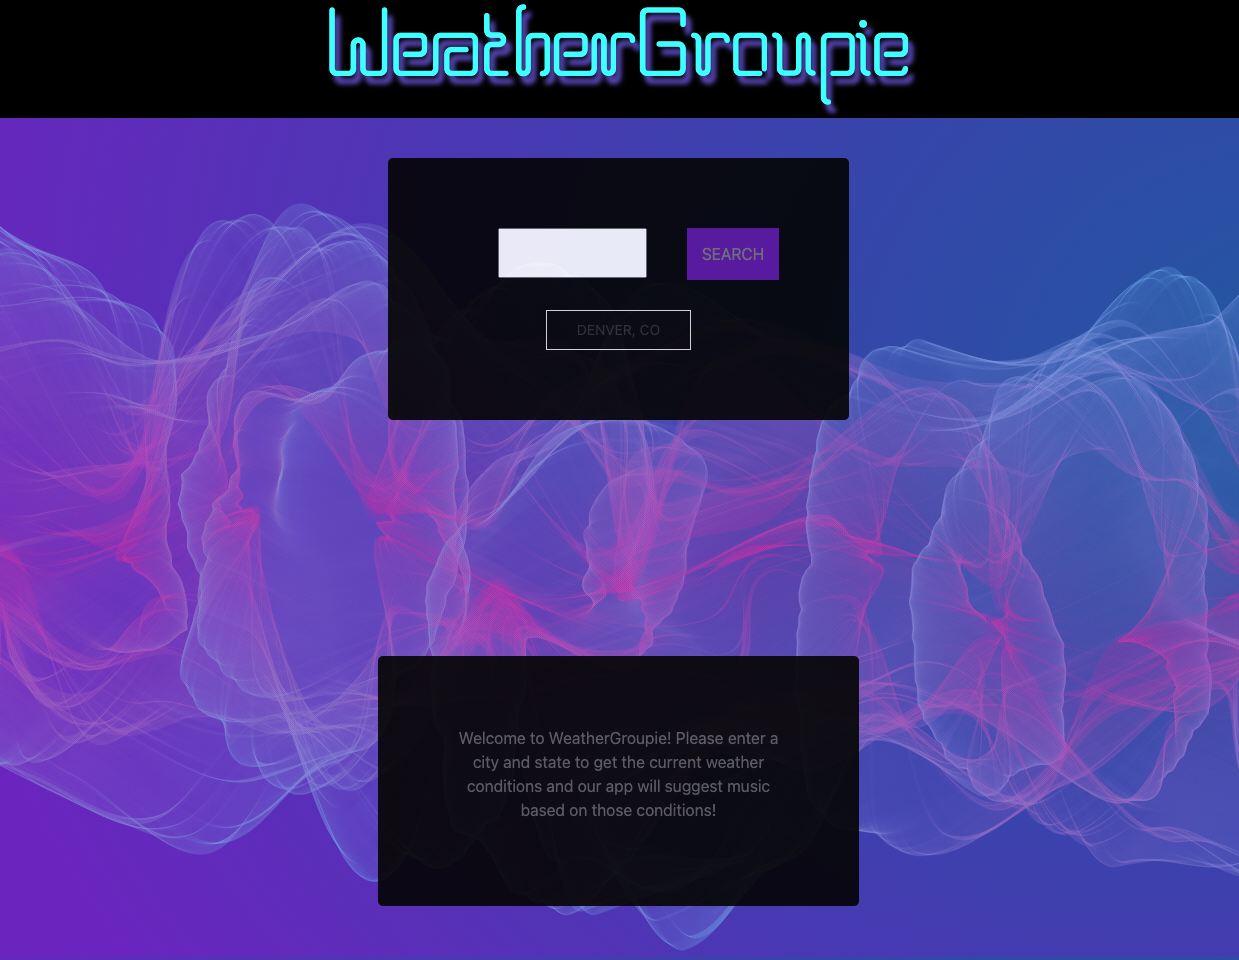 WeatherGroupie
SEARCH
DENVER, CO
Welcome to WeatherGroupie! Please enter a
city and state to get the current weather
conditions and our app will suggest music
based on those conditions!